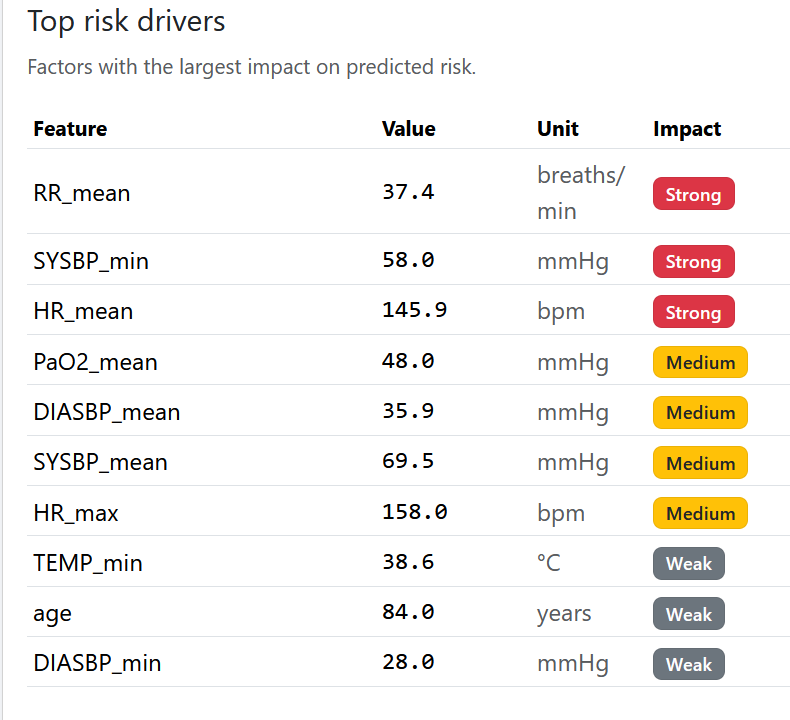 Top risk drivers
Factors with the largest impact on predicted risk.
Feature Value Unit Impact
RR_mean 37.4 breaths/
min Strong
SYSBP_min 58.0 mmHg Strong
HR_mean 145.9 bpm Strong
PaO2_mean 48.0 mmHg Medium
DIASBP_mean 35.9 mmHg Medium
SYSBP_mean 69.5 mmHg Medium
HR_max 158.0 bpm Medium
TEMP_min 38.6 °C Weak
age 84.0 years Weak
DIASBP_min 28.0 mmHg Weak